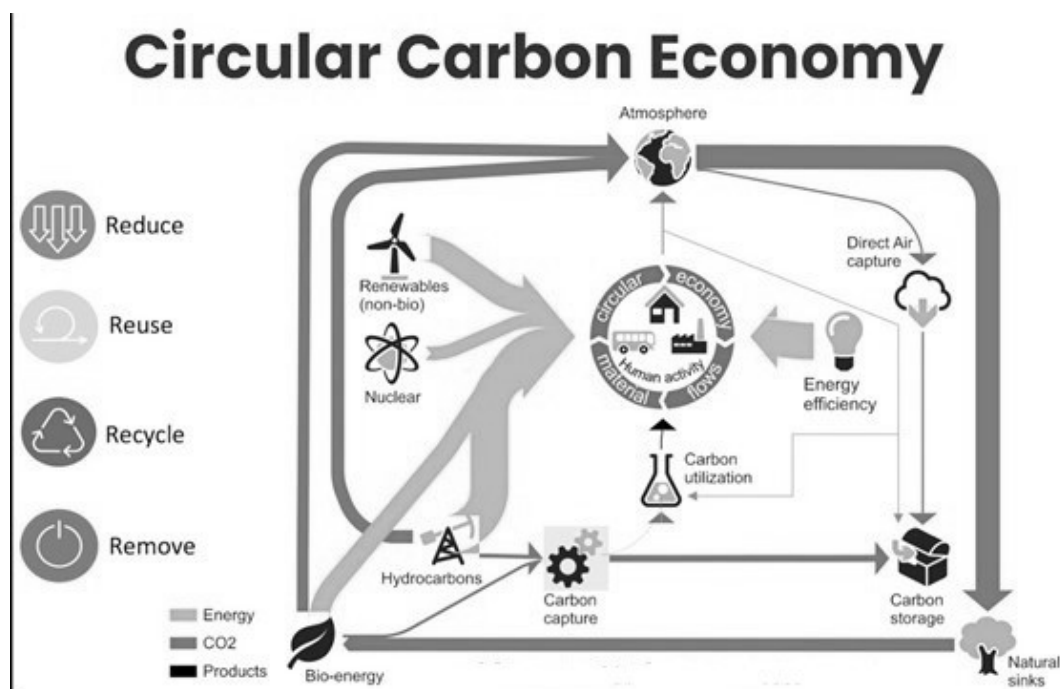 Circular Carbon Economy
Atmosphere
Reduce
Reuse
Recycle
Remove
Renewables
(non-bio)
Nuclear
Direct Air
capture
circular
economy
material
flows
Human activity
Energy
efficiency
Carbon
utilization
Hydrocarbons
Carbon
capture
Carbon
storage
Energy
CO2
Products
Bio-energy
Natural
sinks